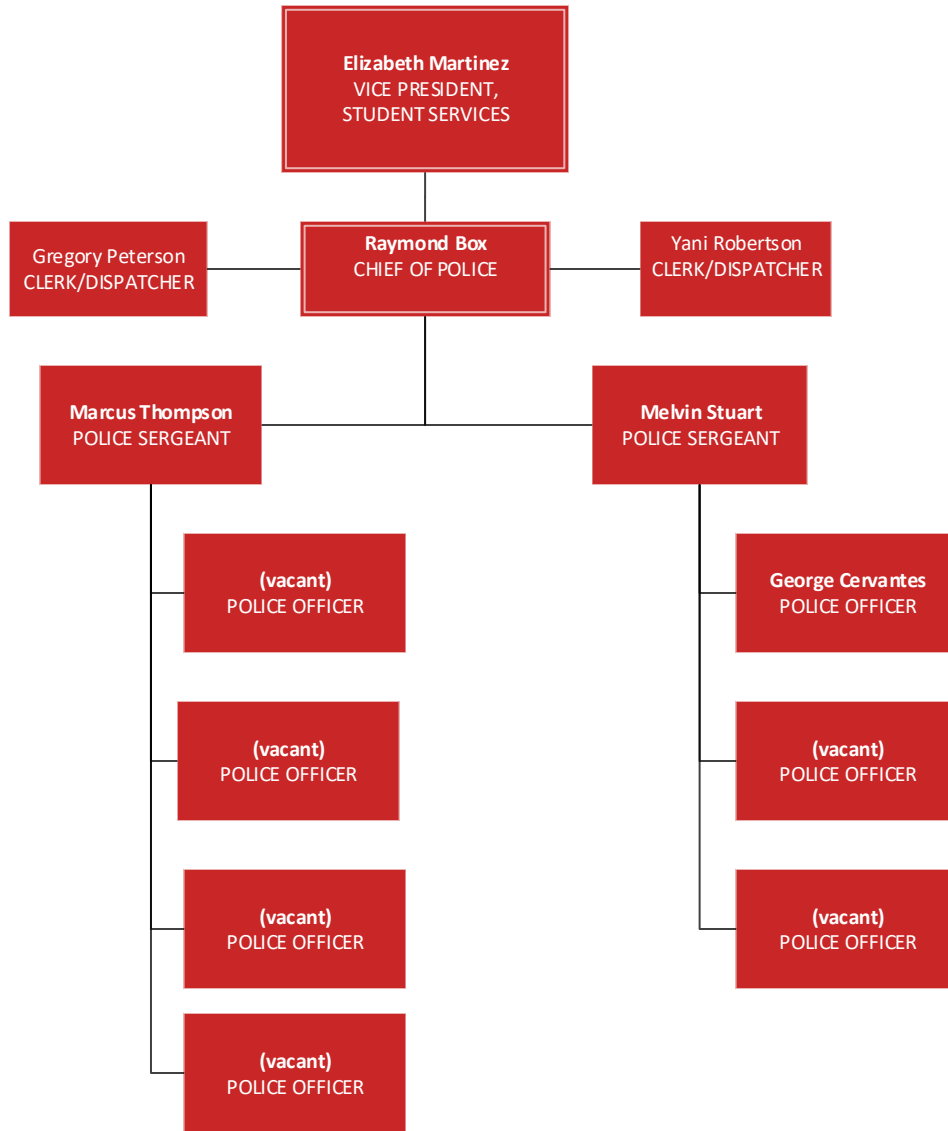 Elizabeth Martinez
VICE PRESIDENT,
STUDENT SERVICES
Gregory Peterson
CLERK/DISPATCHER
Raymond Box
CHIEF OF POLICE
Yani Robertson
CLERK/DISPATCHER
Marcus Thompson
POLICE SERGEANT
Melvin Stuart
POLICE SERGEANT
(vacant)
POLICE OFFICER
George Cervantes
POLICE OFFICER
(vacant)
POLICE OFFICER
(vacant)
POLICE OFFICER
(vacant)
POLICE OFFICER
(vacant)
POLICE OFFICER
(vacant)
POLICE OFFICER